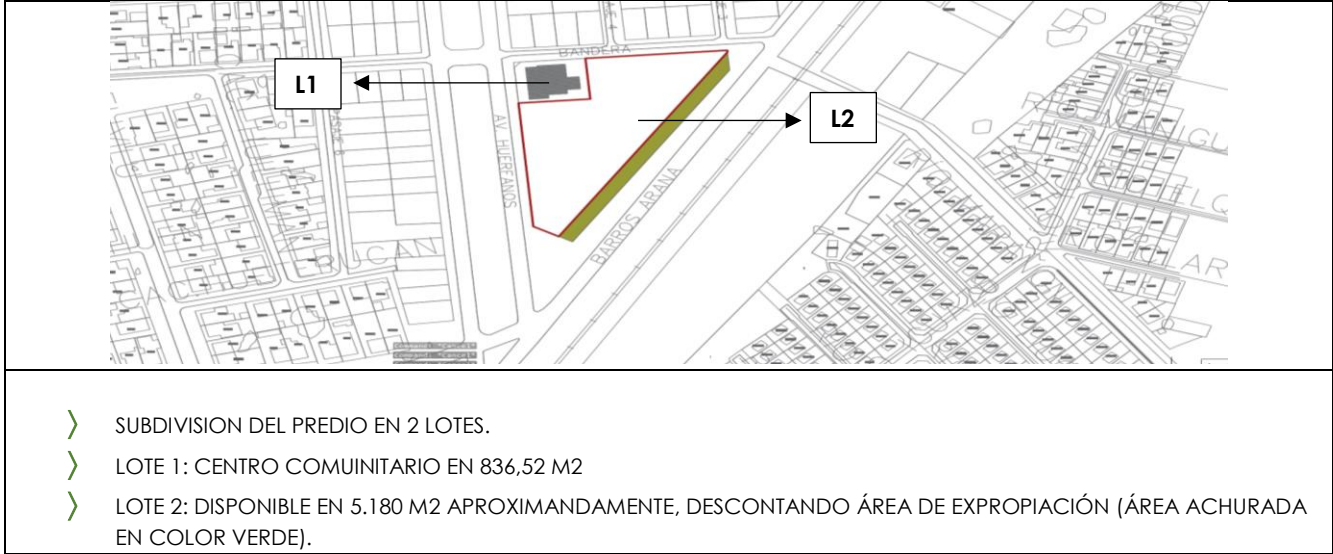 BANDERA
L1
L2
AV HUERFANOS
BARROS ARANA
CAN
AR
SUBDIVISION DEL PREDIO EN 2 LOTES.
LOTE 1: CENTRO COMUINITARIO EN 836,52 M2
LOTE 2: DISPONIBLE EN 5.180 M2 APROXIMANDAMENTE, DESCONTANDO ÁREA DE EXPROPIACIÓN (ÁREA ACHURADA
EN COLOR VERDE).